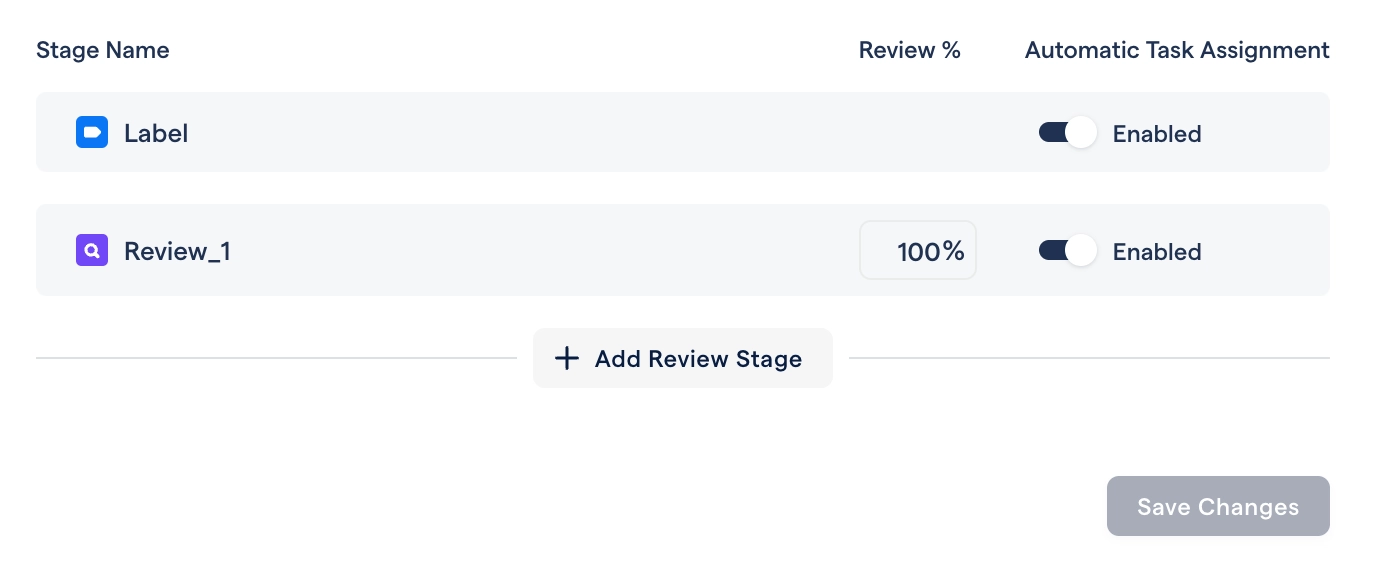 Stage Name Review % Automatic Task Assignment
Label Enabled
Review_1 100% Enabled
Add Review Stage
Save Changes